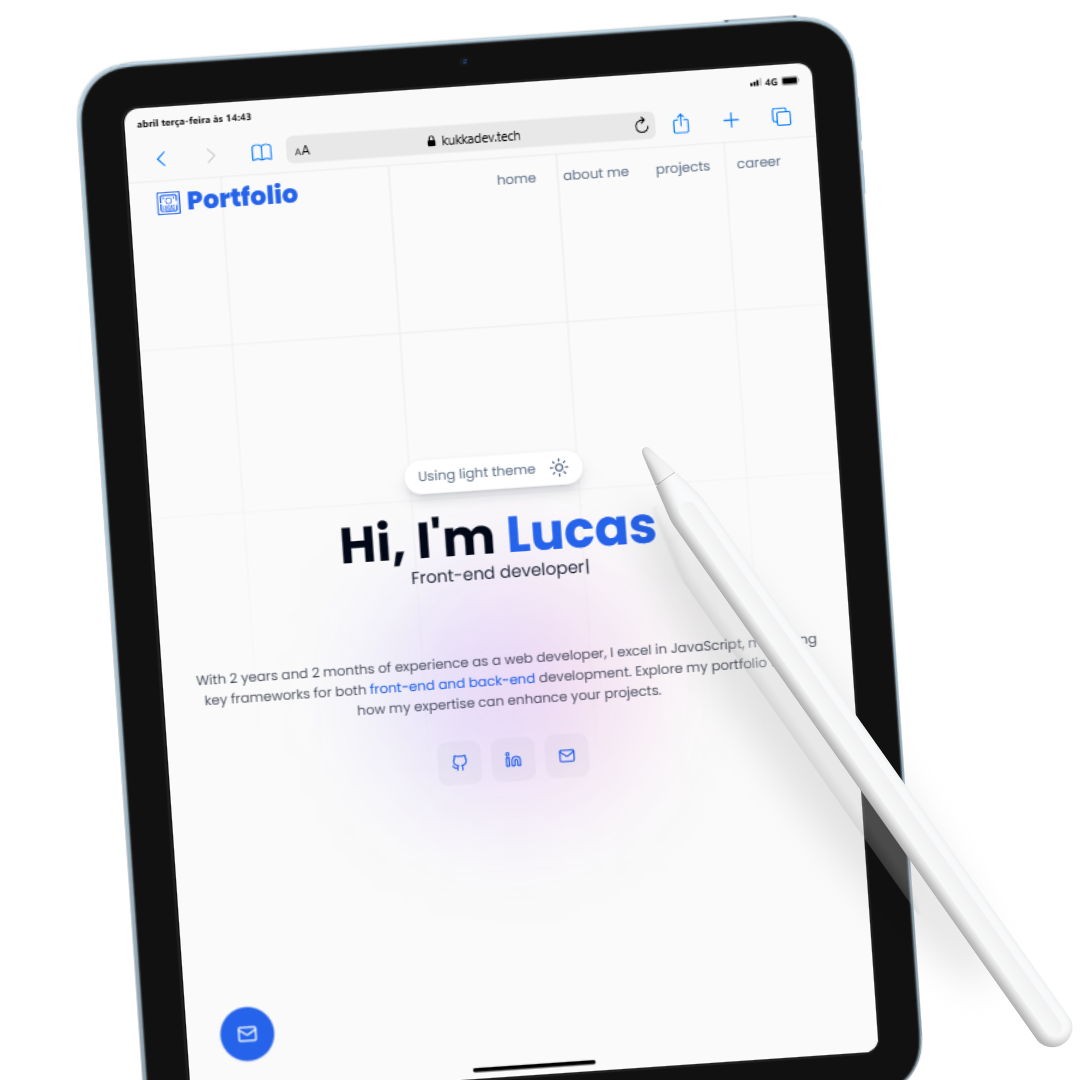 abril terça-feira às 14:43
4G
AA
kukkadev.tech
Portfolio
home
about me
projects
career
Using light theme
Hi, I'm Lucas
Front-end developer|
With 2 years and 2 months of experience as a web developer, I excel in JavaScript,
key frameworks for both front-end and back-end development. Explore my portfolio
how my expertise can enhance your projects.